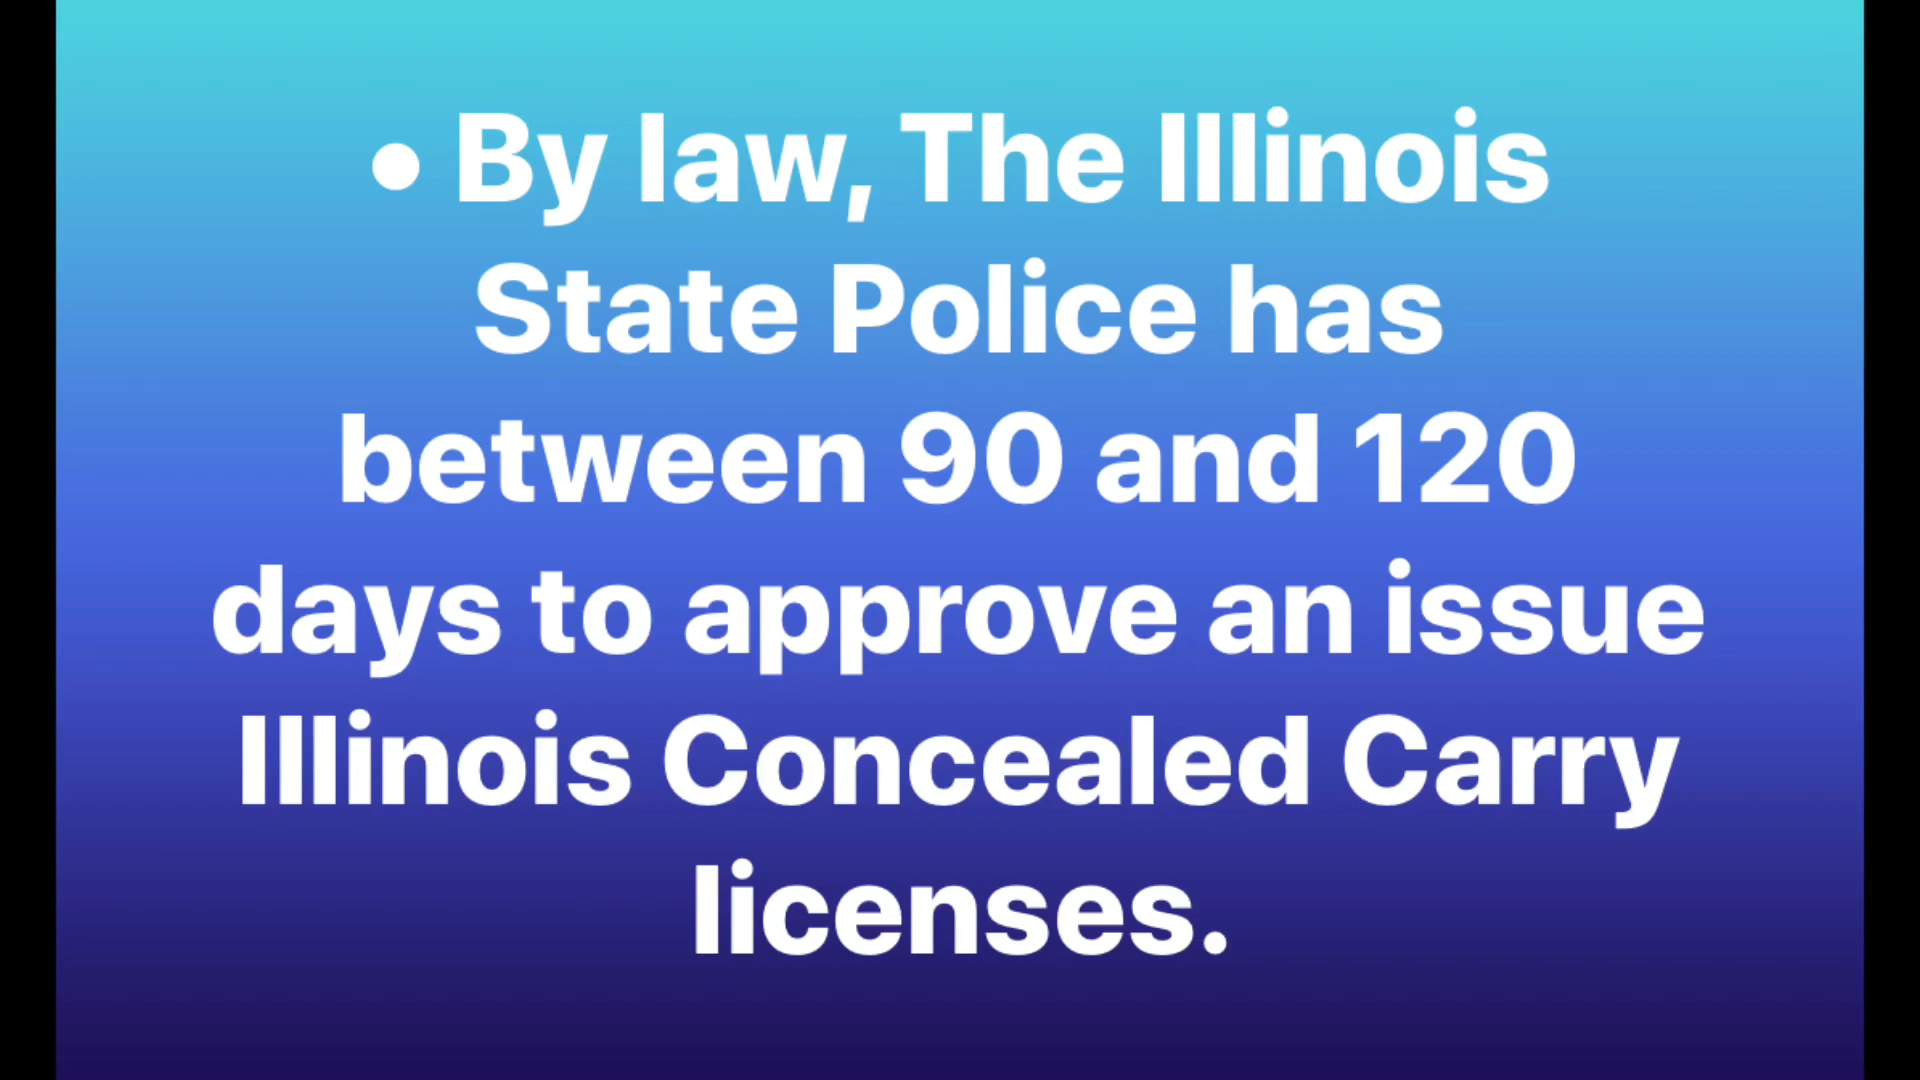 • By law, The Illinois
State Police has
between 90 and 120
days to approve an issue
Illinois Concealed Carry
licenses.